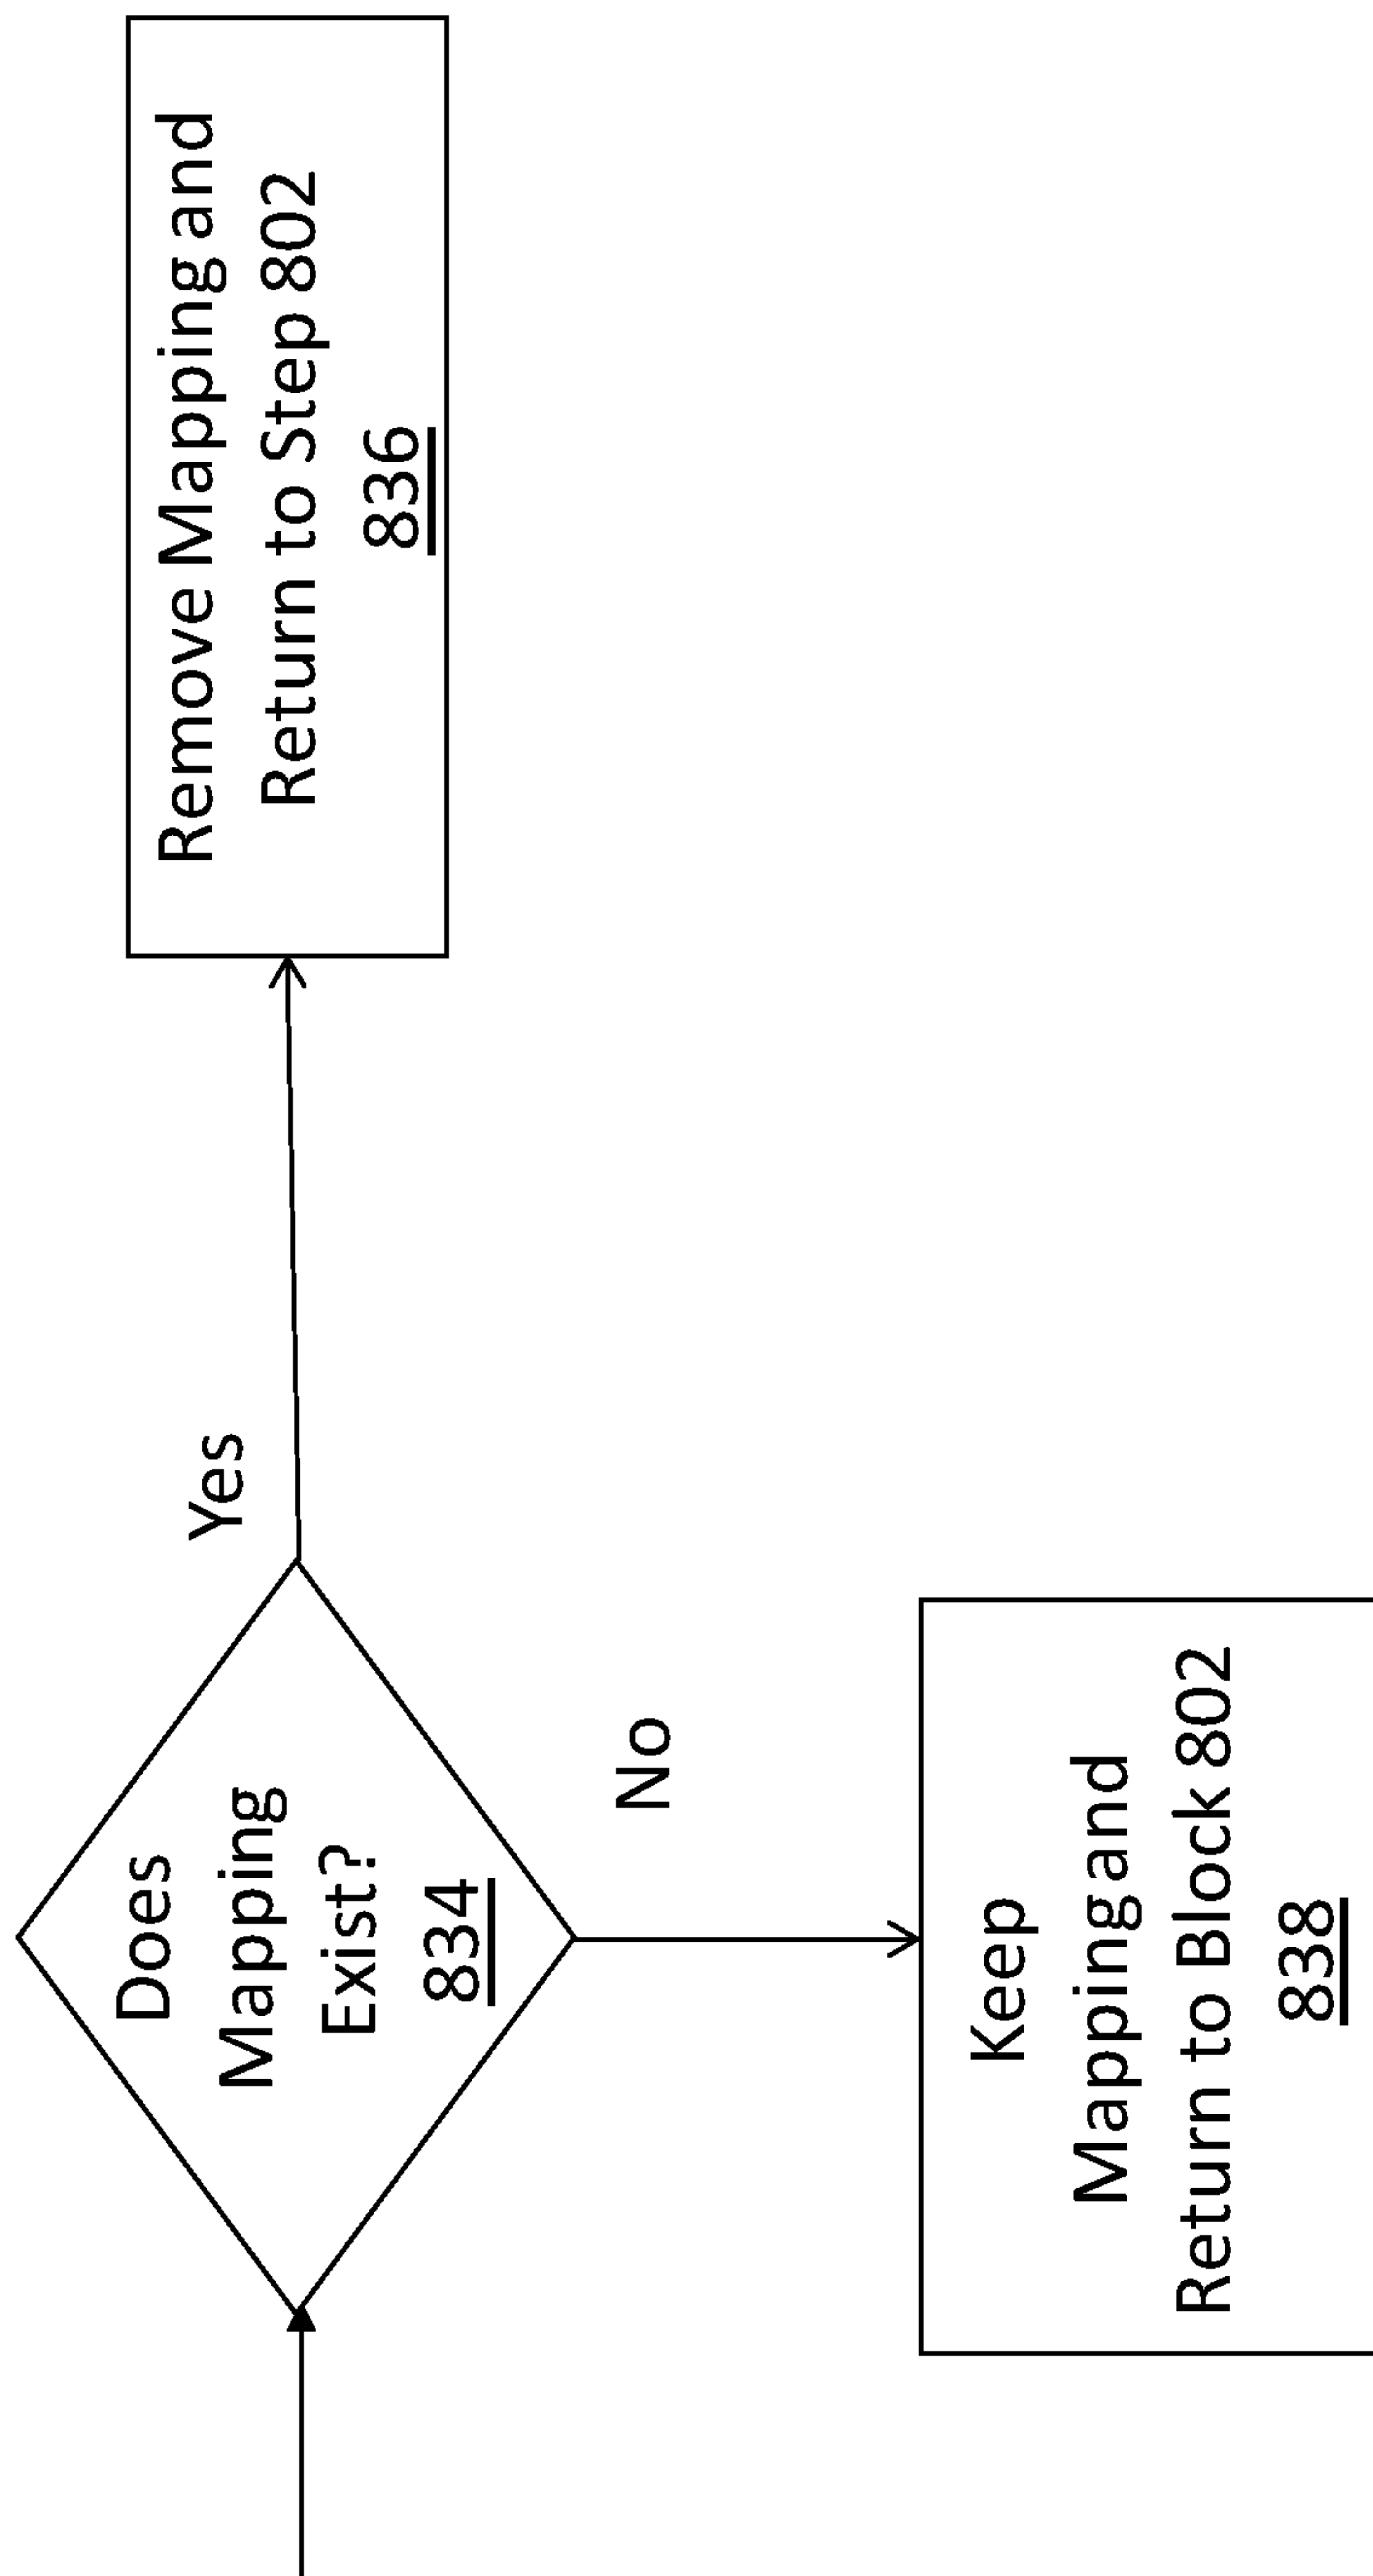 Does
Mapping
Exist?
834
Yes
Remove Mapping and
Return to Step 802
836
No
Keep
Mapping and
Return to Block 802
838